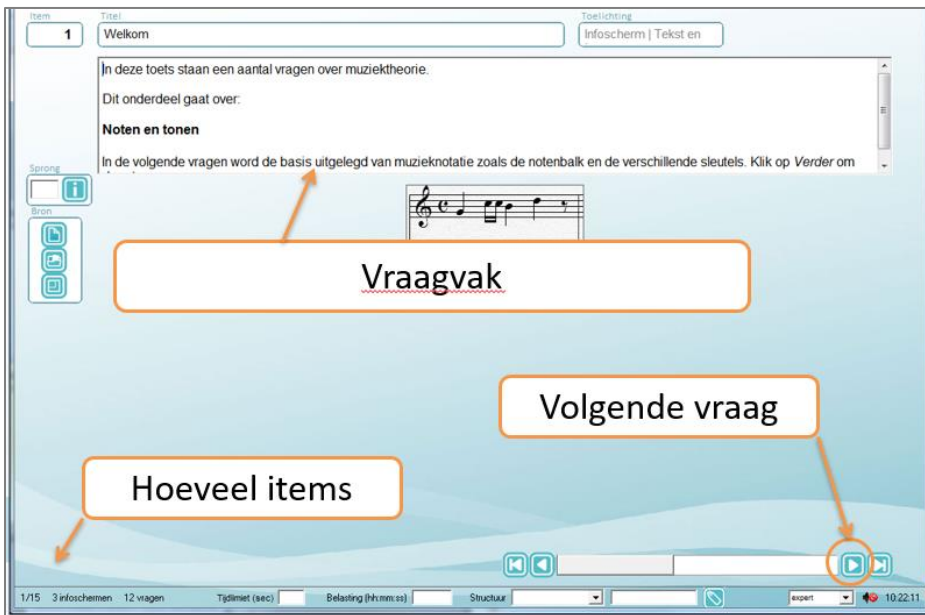 Item Titel Toelichting
1 Welkom Infoscherm | Tekst en
In deze toets staan een aantal vragen over muziektheorie.
Dit onderdeel gaat over:
Noten en tonen
In de volgende vragen word de basis uitgelegd van muzieknotatie zoals de notenbalk en de verschillende sleutels. Klik op Verder om
Sprong
Bron
Vraagvak
Volgende vraag
Hoeveel items
1/15 3 infoschermen 12 vragen Tijdlimiet (sec) Belasting (hh:mm:ss) Structuur expert 10:22:11